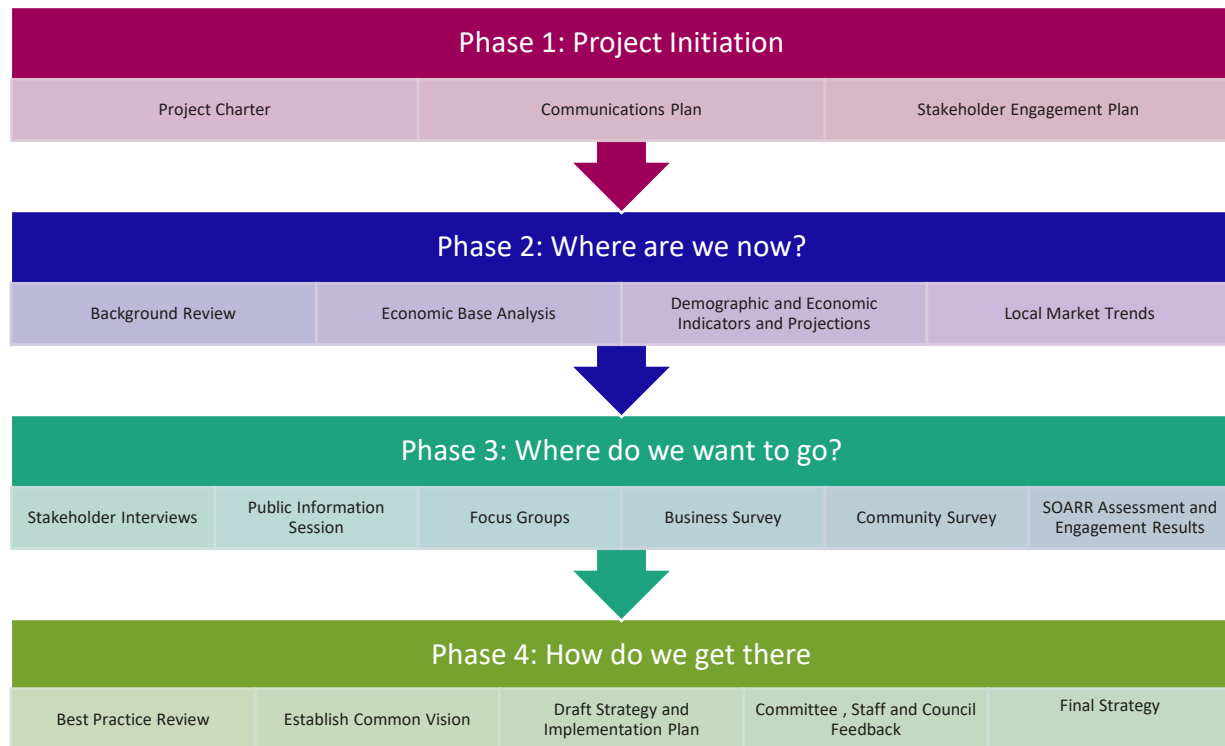 Phase 1: Project Initiation
Project Charter
Communications Plan
Stakeholder Engagement Plan
Phase 2: Where are we now?
Background Review
Economic Base Analysis
Demographic and Economic
Indicators and Projections
Local Market Trends
Phase 3: Where do we want to go?
Stakeholder Interviews
Public Information
Session
Focus Groups
Business Survey
Community Survey
SOARR Assessment and
Engagement Results
Phase 4: How do we get there
Best Practice Review
Establish Common Vision
Draft Strategy and
Implementation Plan
Committee , Staff and Council
Feedback
Final Strategy